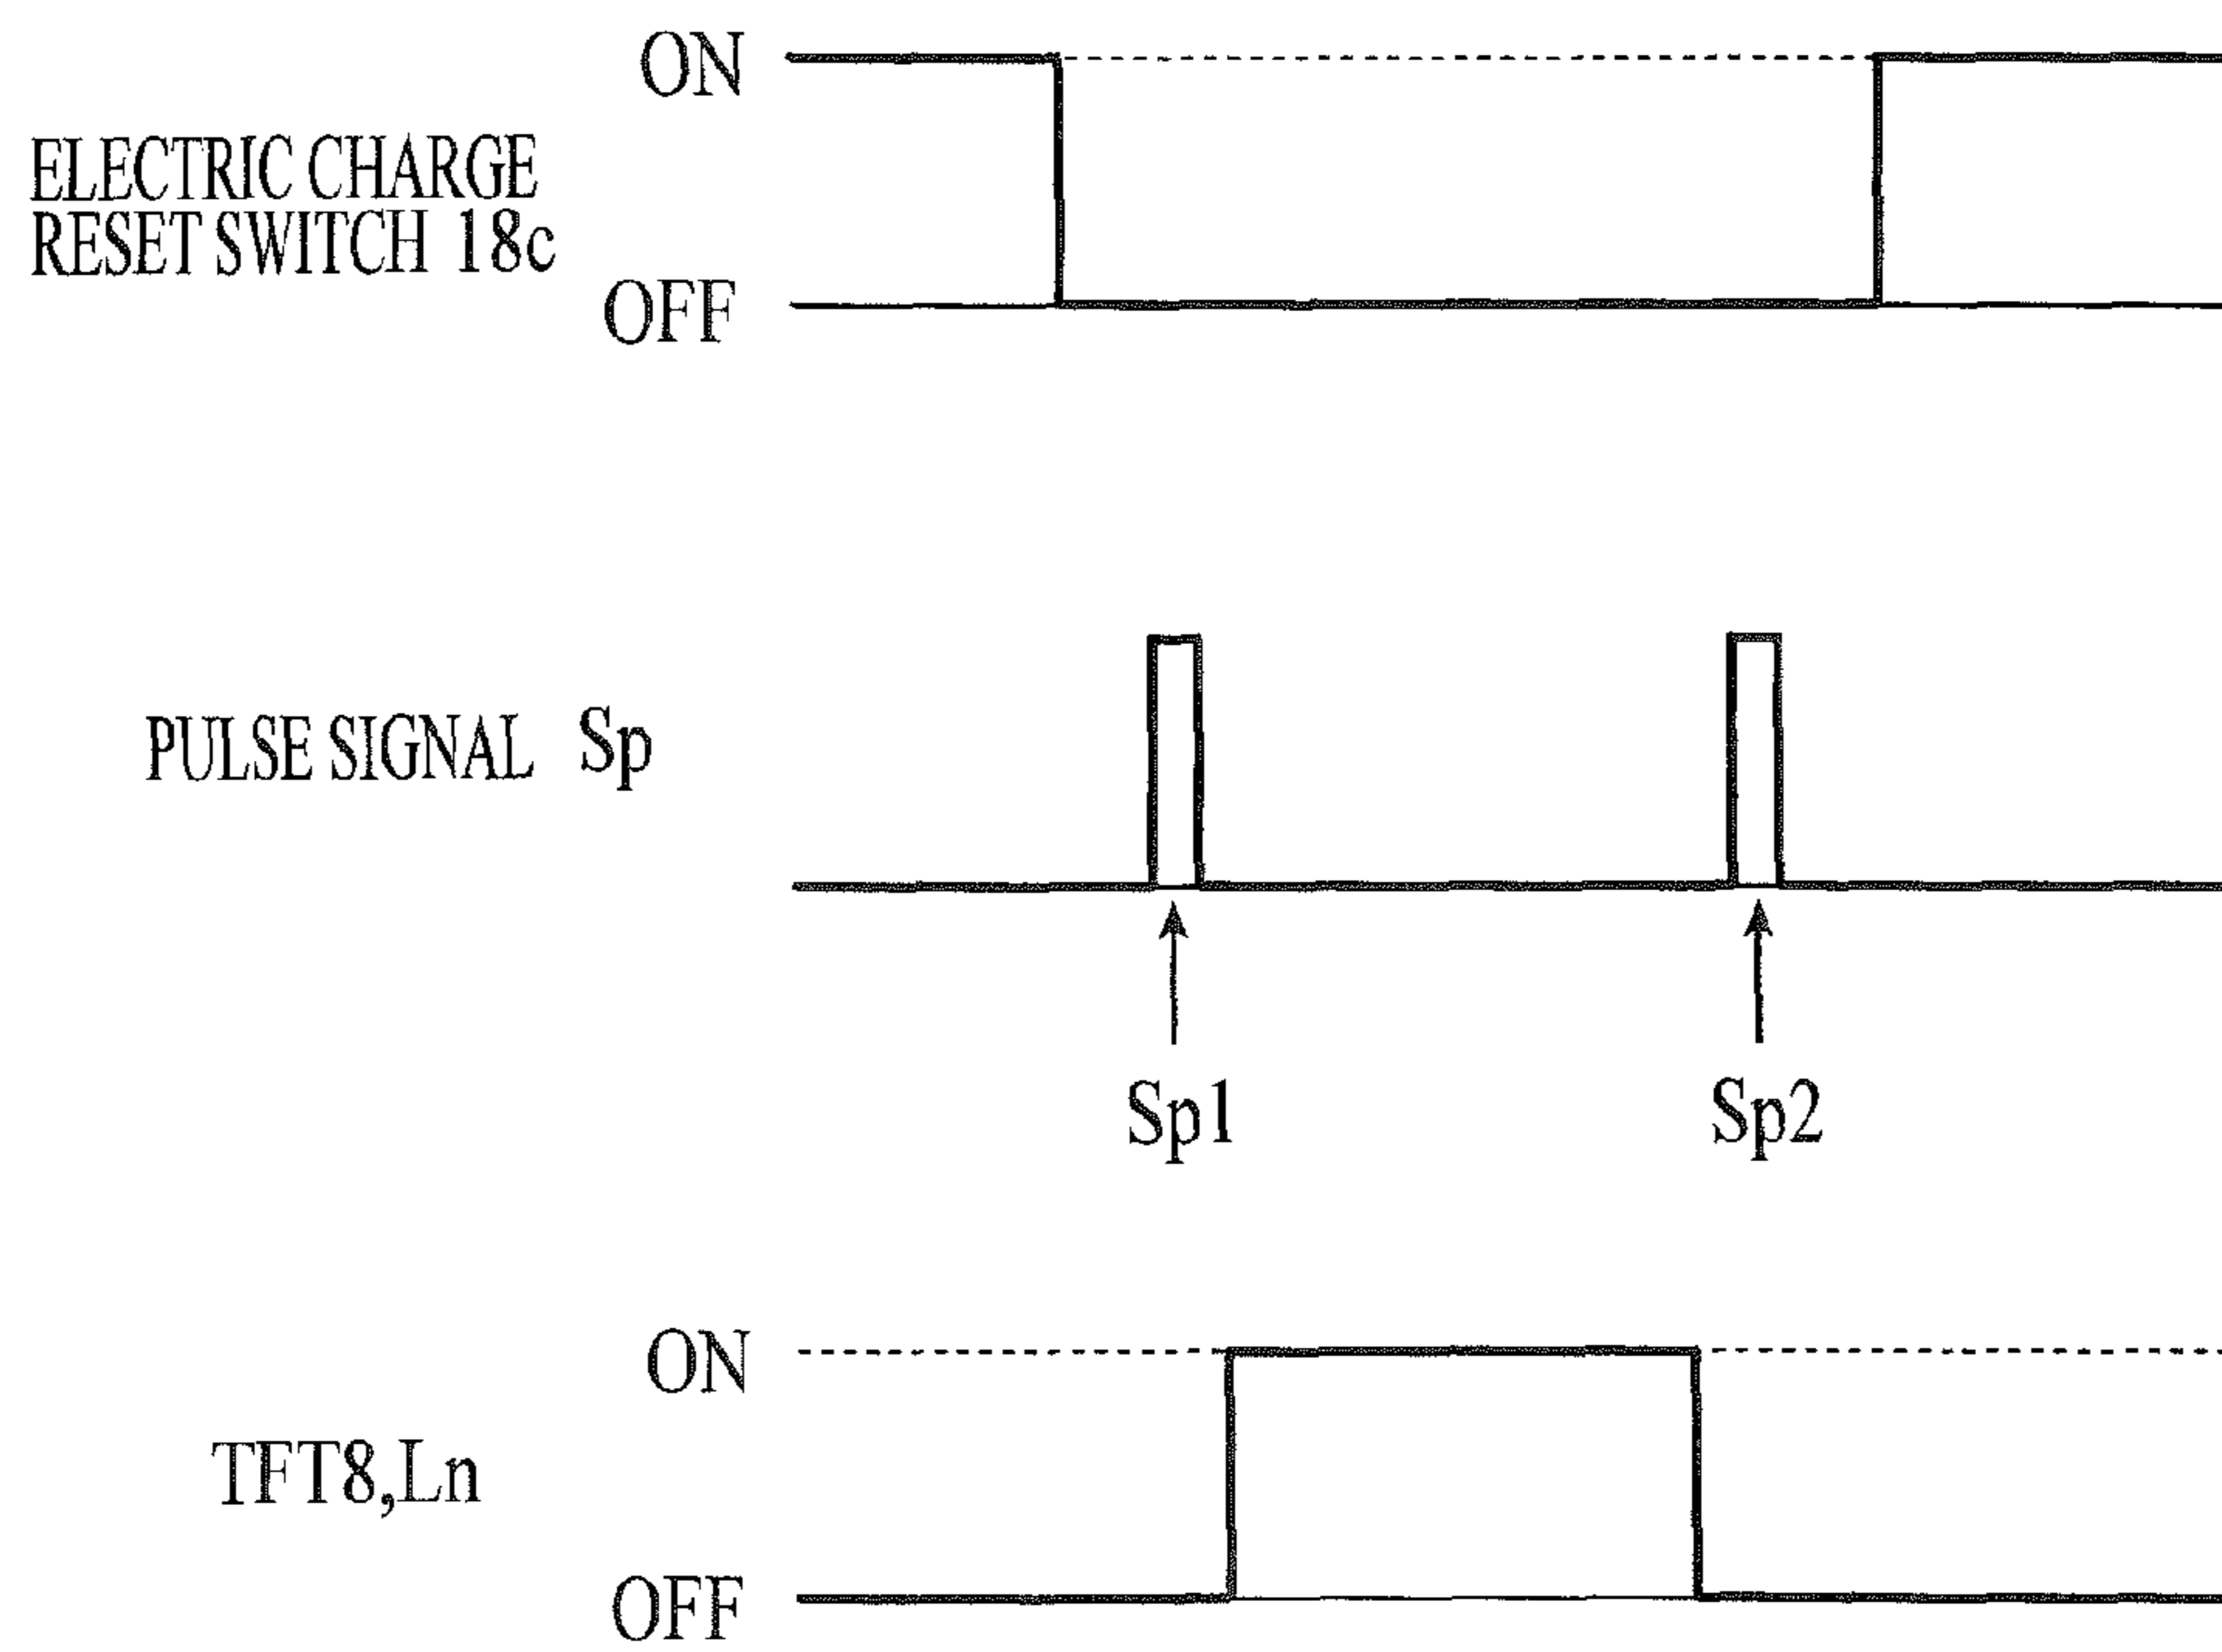 ON
ELECTRIC CHARGE
RESET SWITCH 18c
OFF
PULSE SIGNAL Sp
Sp1
Sp2
ON
TFT8,Ln
OFF